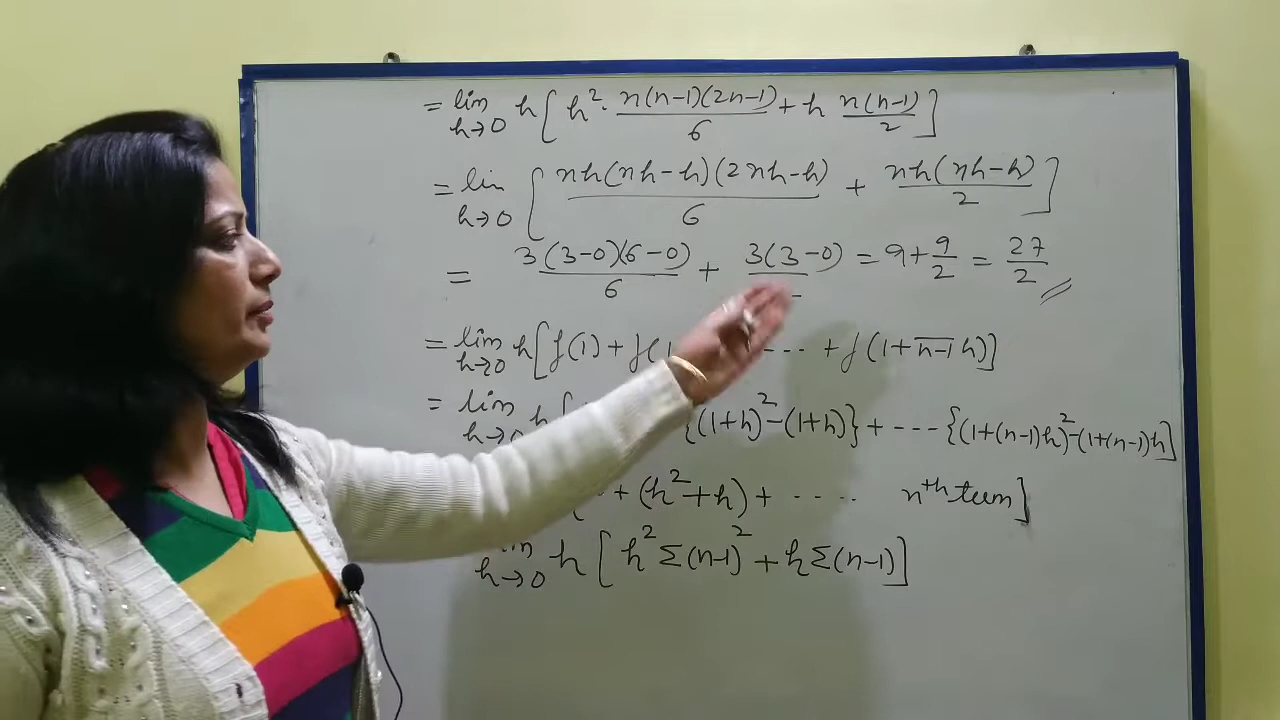 = lim h→0 h[h². n(n-1)(2n-1)/6 + h n(n-1)/2]
= lim h→0 [nh(nh-h)(2nh-h)/6 + nh(nh-h)/2]
= 3(3-0)(6-0)/6 + 3(3-0) = 9+9/2 = 27/2 //
= lim h→0 h[f(1) + f(1 ... + f(1+n-1h)]
= lim h→0 h[ {(1+h)²-(1+h)} + --- {(1+(n-1)h)²-(1+(n-1)h]
+ (h²+h) + .... nth term]
h→0 h[h² Σ(n-1)² + hΣ(n-1)]